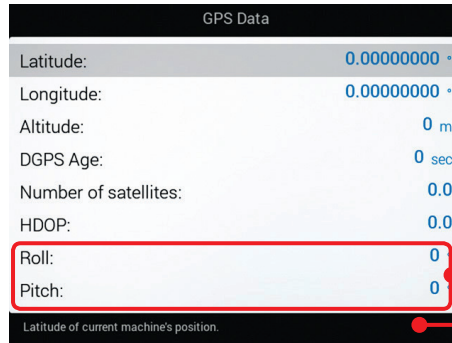 GPS Data
Latitude: 0.00000000 °
Longitude: 0.00000000 °
Altitude: 0 m
DGPS Age: 0 sec
Number of satellites: 0.0
HDOP: 0.0
Roll: 0 °
Pitch: 0 °
Latitude of current machine's position.